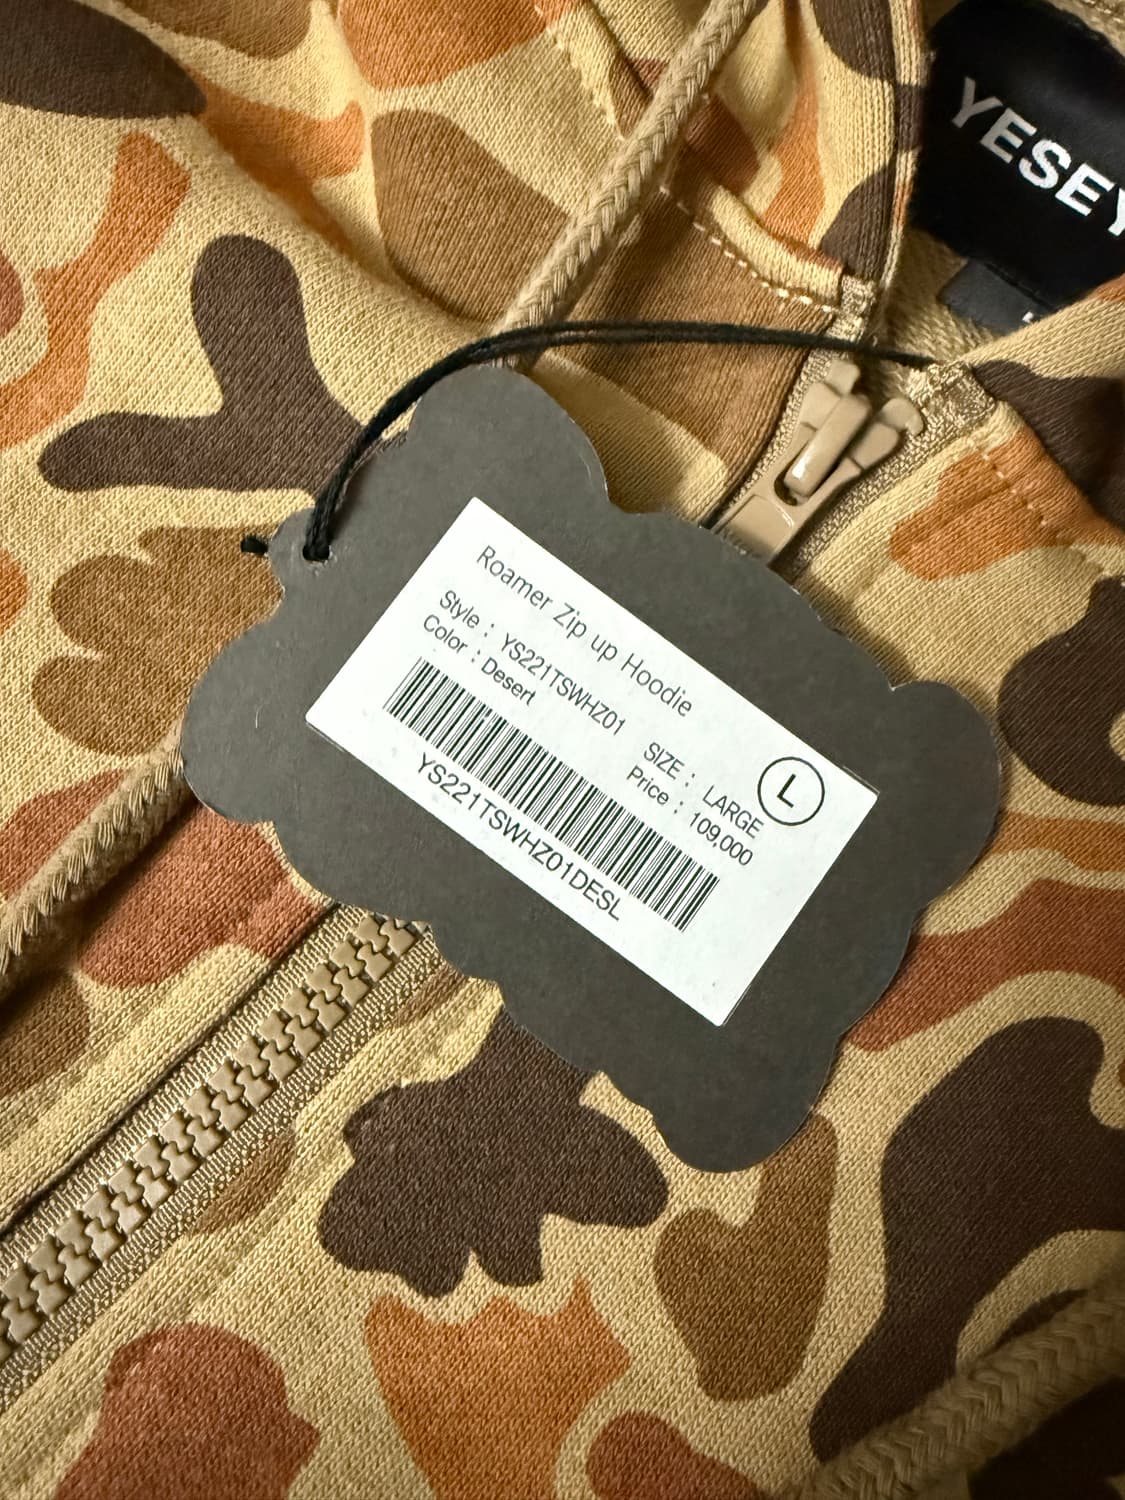 YESEY
Roamer Zip up Hoodie
Style : YS221TSWHZ01
Color : Desert
SIZE : LARGE
Price : 109,000
L
YS221TSWHZ01DESL